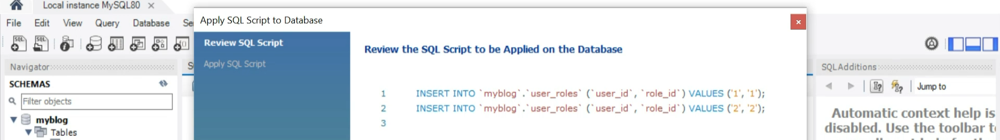 Local instance MySQL80
File Edit View Query Database Se
Apply SQL Script to Database
Review SQL Script
Apply SQL Script
Review the SQL Script to be Applied on the Database
1 INSERT INTO `myblog`.`user_roles` (`user_id`, `role_id`) VALUES ('1', '1');
2 INSERT INTO `myblog`.`user_roles` (`user_id`, `role_id`) VALUES ('2', '2');
3
Navigator
SCHEMAS
Filter objects
myblog
Tables
SQLAdditions
Jump to
Automatic context help is
disabled. Use the toolbar t